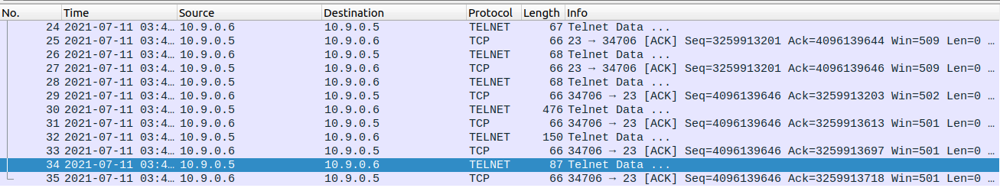 No. Time Source Destination Protocol Length Info
24 2021-07-11 03:4… 10.9.0.6 10.9.0.5 TELNET 67 Telnet Data ...
25 2021-07-11 03:4… 10.9.0.5 10.9.0.6 TCP 66 23 → 34706 [ACK] Seq=3259913201 Ack=4096139644 Win=509 Len=0 …
26 2021-07-11 03:4… 10.9.0.6 10.9.0.5 TELNET 68 Telnet Data ...
27 2021-07-11 03:4… 10.9.0.5 10.9.0.6 TCP 66 23 → 34706 [ACK] Seq=3259913201 Ack=4096139646 Win=509 Len=0 …
28 2021-07-11 03:4… 10.9.0.5 10.9.0.6 TELNET 68 Telnet Data ...
29 2021-07-11 03:4… 10.9.0.6 10.9.0.5 TCP 66 34706 → 23 [ACK] Seq=4096139646 Ack=3259913203 Win=502 Len=0 …
30 2021-07-11 03:4… 10.9.0.5 10.9.0.6 TELNET 476 Telnet Data ...
31 2021-07-11 03:4… 10.9.0.6 10.9.0.5 TCP 66 34706 → 23 [ACK] Seq=4096139646 Ack=3259913613 Win=501 Len=0 …
32 2021-07-11 03:4… 10.9.0.5 10.9.0.6 TELNET 150 Telnet Data ...
33 2021-07-11 03:4… 10.9.0.6 10.9.0.5 TCP 66 34706 → 23 [ACK] Seq=4096139646 Ack=3259913697 Win=501 Len=0 …
34 2021-07-11 03:4… 10.9.0.5 10.9.0.6 TELNET 87 Telnet Data ...
35 2021-07-11 03:4… 10.9.0.6 10.9.0.5 TCP 66 34706 → 23 [ACK] Seq=4096139646 Ack=3259913718 Win=501 Len=0 …